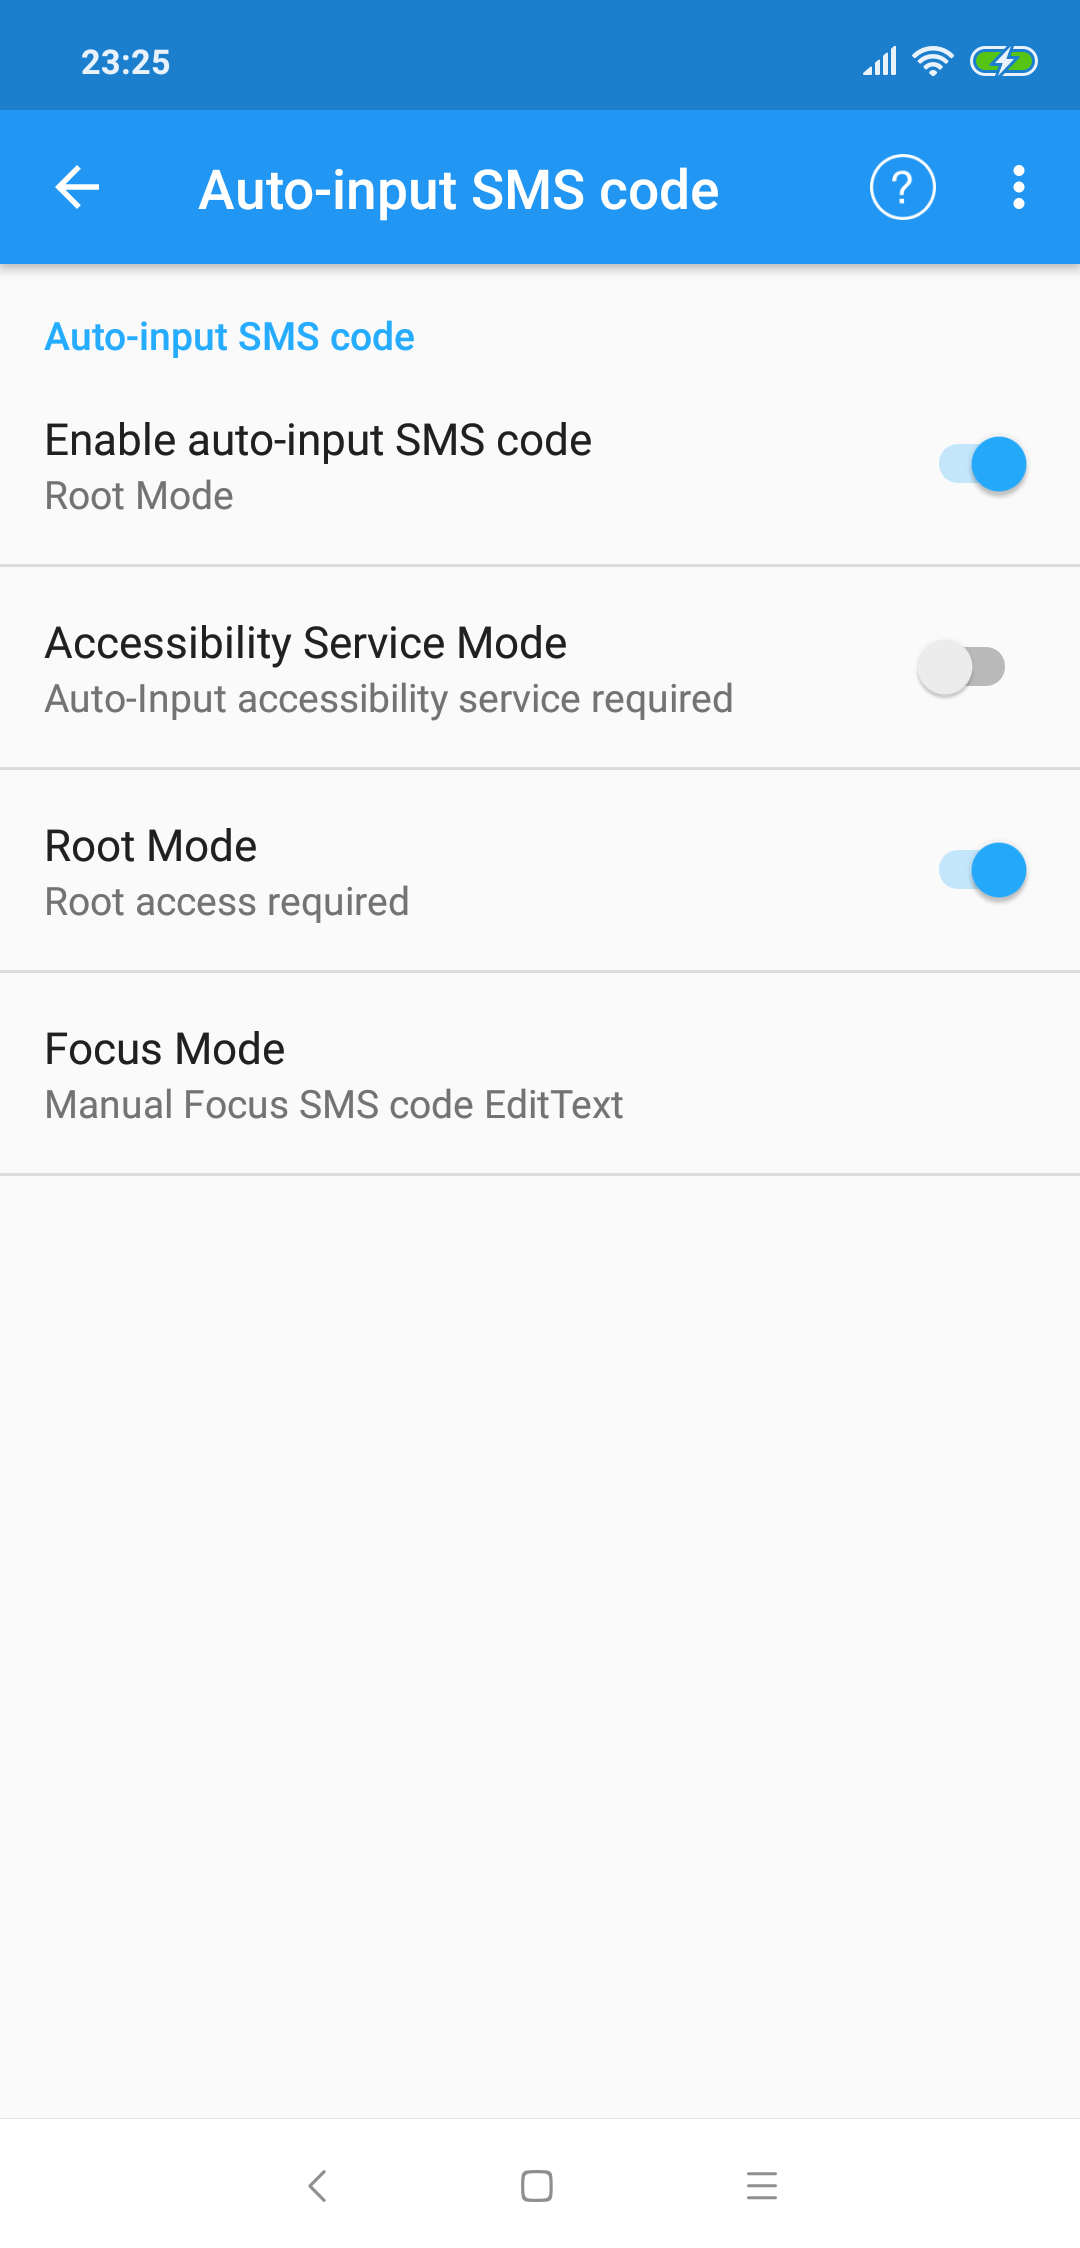 23:25
Auto-input SMS code
?
Auto-input SMS code
Enable auto-input SMS code
Root Mode
Accessibility Service Mode
Auto-Input accessibility service required
Root Mode
Root access required
Focus Mode
Manual Focus SMS code EditText